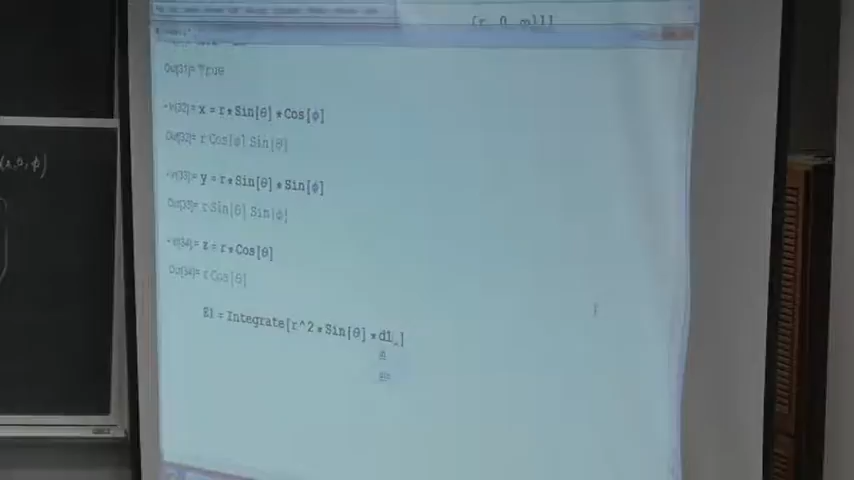 {r, θ, φ}]]
Out[31]= True
In[32]:= x = r*Sin[θ]*Cos[ϕ]
Out[32]= r Cos[ϕ] Sin[θ]
In[33]:= y = r*Sin[θ]*Sin[ϕ]
Out[33]= r Sin[θ] Sin[ϕ]
In[34]:= z = r*Cos[θ]
Out[34]= r Cos[θ]
E1 = Integrate[r^2*Sin[θ]*d1_]